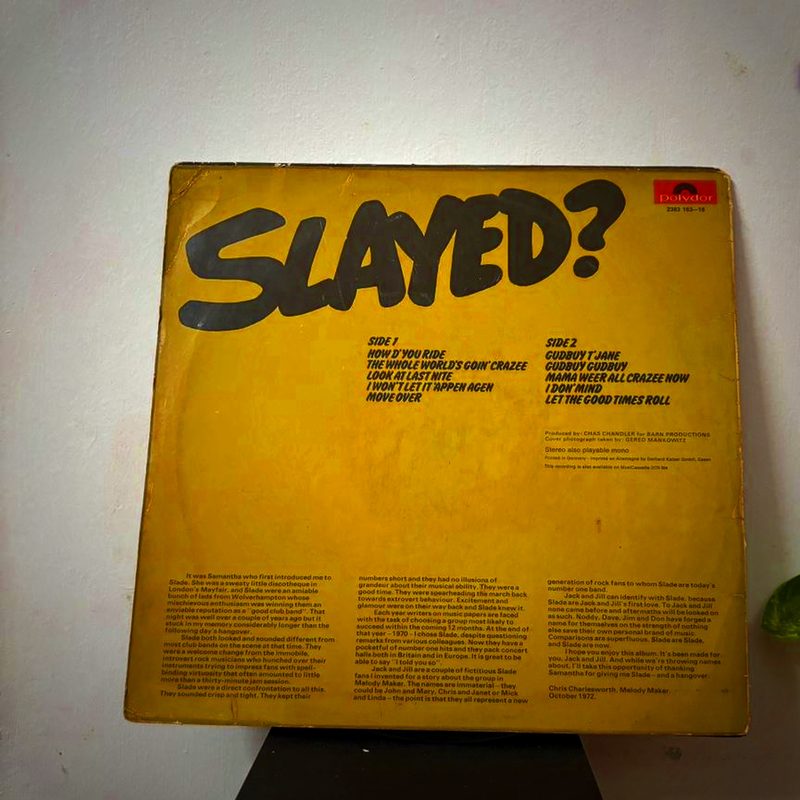 SLAYED?
polydor
2383 163-18
SIDE 1
HOW D'YOU RIDE
THE WHOLE WORLD'S GOIN' CRAZEE
LOOK AT LAST NITE
I WON'T LET IT 'APPEN AGEN
MOVE OVER
SIDE 2
GUDBUY T'JANE
GUDBUY GUDBUY
MAMA WEER ALL CRAZEE NOW
I DON' MIND
LET THE GOOD TIMES ROLL
Produced by: CHAS CHANDLER for BARN PRODUCTIONS
Cover photograph taken by: GERED MANKOWITZ
Stereo also playable mono
Printed in Germany - Imprimé en Allemagne
This recording is also available on MusiCassette
It was Samantha who first introduced me to
Slade. She was a sweaty little discotheque in
London's Mayfair, and Slade were an amiable
bunch of lads from Wolverhampton whose
mischievous enthusiasm was winning them an
enviable reputation as a "good club band". That
night was well over a couple of years ago but it
stuck in my memory considerably longer than the
following day's hangover.
Slade both looked and sounded different from
most club bands on the scene at that time. They
were a welcome change from the immobile,
introvert rock musicians who hunched over their
instruments trying to impress fans with spell-
binding virtuosity that often amounted to little
more than a thirty-minute jam session.
Slade were a direct confrontation to all this.
They sounded crisp and tight. They kept their
numbers short and they had no illusions of
grandeur about their musical ability. They were a
good time. They were spearheading the march back
towards extrovert behaviour. Excitement and
glamour were on their way back and Slade knew it.
Each year writers on music papers are faced
with the task of choosing a group most likely to
succeed within the coming 12 months. At the end of
that year - 1970 - I chose Slade, despite questioning
remarks from various colleagues. Now they have a
pocketful of number one hits and they pack concert
halls both in Britain and in Europe. It is great to be
able to say "I told you so".
Jack and Jill are a couple of fictitious Slade
fans I invented for a story about the group in
Melody Maker. The names are immaterial - they
could be John and Mary, Chris and Janet or Mick
and Linda - the point is that they all represent a new
generation of rock fans to whom Slade are today's
number one band.
Jack and Jill can identify with Slade, because
Slade are Jack and Jill's first love. To Jack and Jill
none came before and aftermaths will be looked on
as such. Noddy, Dave, Jim and Don have forged a
name for themselves on the strength of nothing
else save their own personal brand of music.
Comparisons are superfluous. Slade are Slade,
and Slade are now.
I hope you enjoy this album. It's been made for
you, Jack and Jill. And while we're throwing names
about, I'll take this opportunity of thanking
Samantha for giving me Slade - and a hangover.
Chris Charlesworth, Melody Maker.
October 1972.